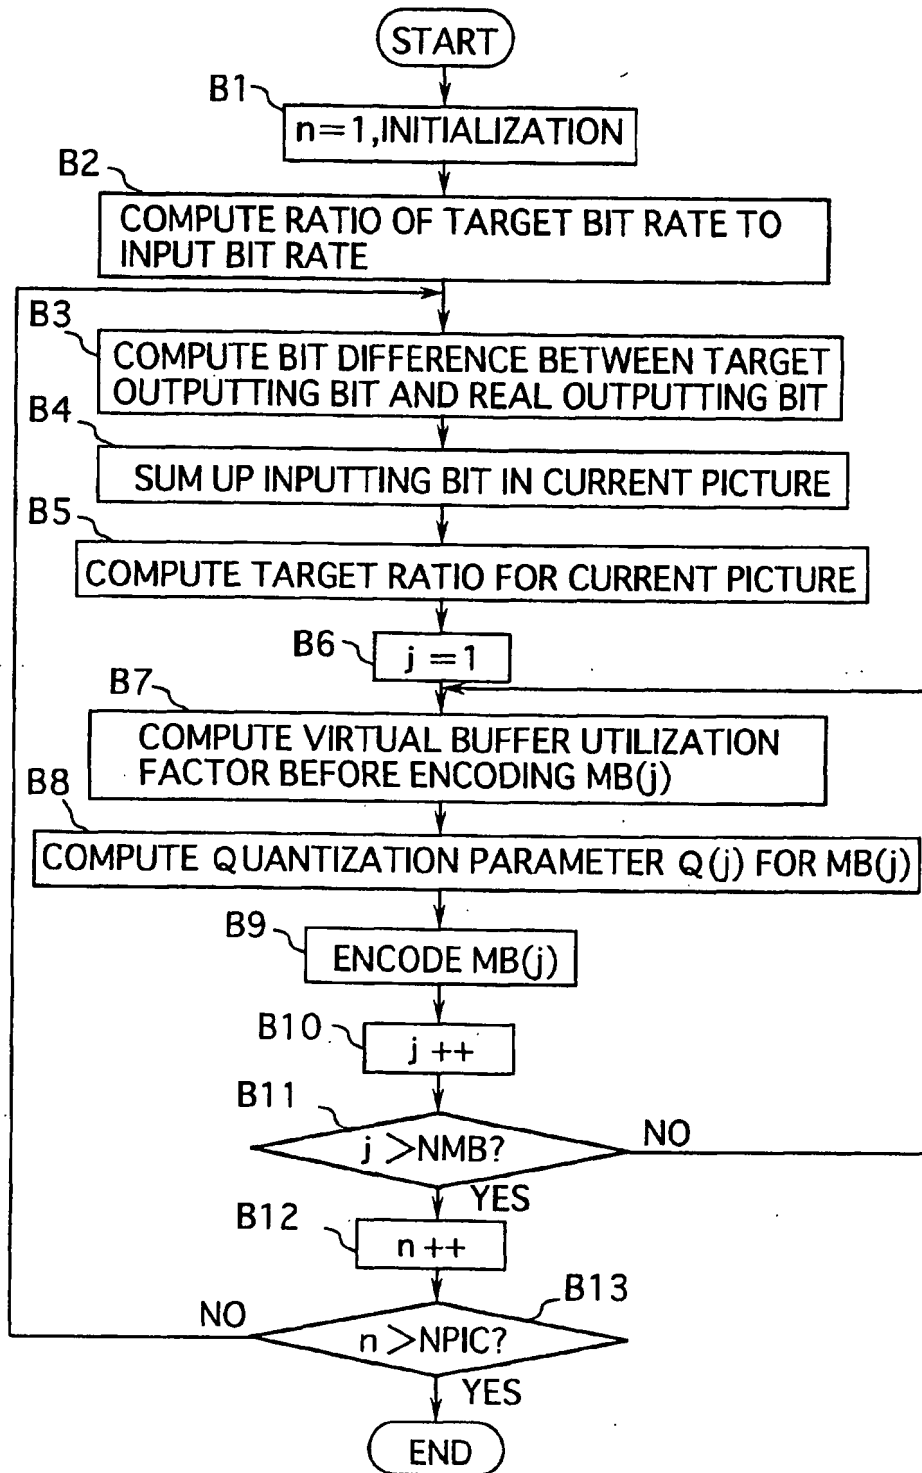 START
B1
n=1,INITIALIZATION
B2
COMPUTE RATIO OF TARGET BIT RATE TO
INPUT BIT RATE
B3
COMPUTE BIT DIFFERENCE BETWEEN TARGET
OUTPUTTING BIT AND REAL OUTPUTTING BIT
B4
SUM UP INPUTTING BIT IN CURRENT PICTURE
B5
COMPUTE TARGET RATIO FOR CURRENT PICTURE
B6
j =1
B7
COMPUTE VIRTUAL BUFFER UTILIZATION
FACTOR BEFORE ENCODING MB(j)
B8
COMPUTE QUANTIZATION PARAMETER Q(j) FOR MB(j)
B9
ENCODE MB(j)
B10
j ++
B11
j >NMB?
NO
YES
B12
n ++
B13
NO
n >NPIC?
YES
END